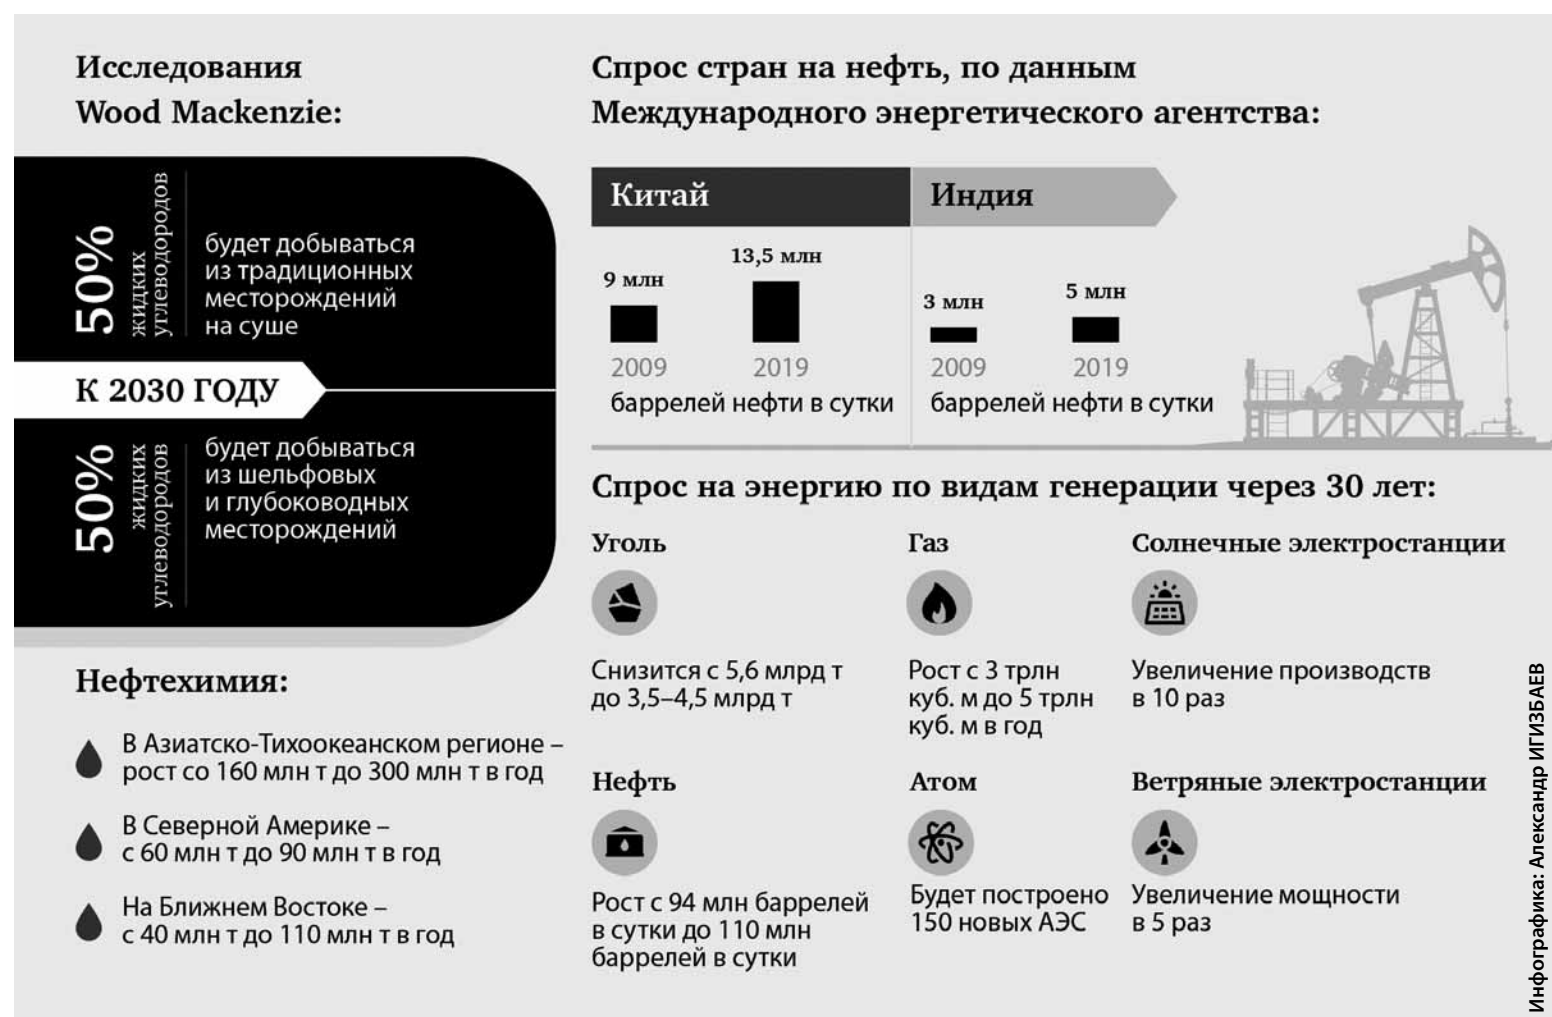 Исследования
Wood Mackenzie:
50%
жидких
углеводородов
будет добываться
из традиционных
месторождений
на суше
К 2030 ГОДУ
50%
жидких
углеводородов
будет добываться
из шельфовых
и глубоководных
месторождений
Нефтехимия:
В Азиатско-Тихоокеанском регионе –
рост со 160 млн т до 300 млн т в год
В Северной Америке –
с 60 млн т до 90 млн т в год
На Ближнем Востоке –
с 40 млн т до 110 млн т в год
Спрос стран на нефть, по данным
Международного энергетического агентства:
Китай
9 млн
13,5 млн
2009
2019
баррелей нефти в сутки
Индия
3 млн
5 млн
2009
2019
баррелей нефти в сутки
Спрос на энергию по видам генерации через 30 лет:
Уголь
Снизится с 5,6 млрд т
до 3,5–4,5 млрд т
Газ
Рост с 3 трлн
куб. м до 5 трлн
куб. м в год
Солнечные электростанции
Увеличение производств
в 10 раз
Нефть
Рост с 94 млн баррелей
в сутки до 110 млн
баррелей в сутки
Атом
Будет построено
150 новых АЭС
Ветряные электростанции
Увеличение мощности
в 5 раз
Инфографика: Александр ИГИЗБАЕВ